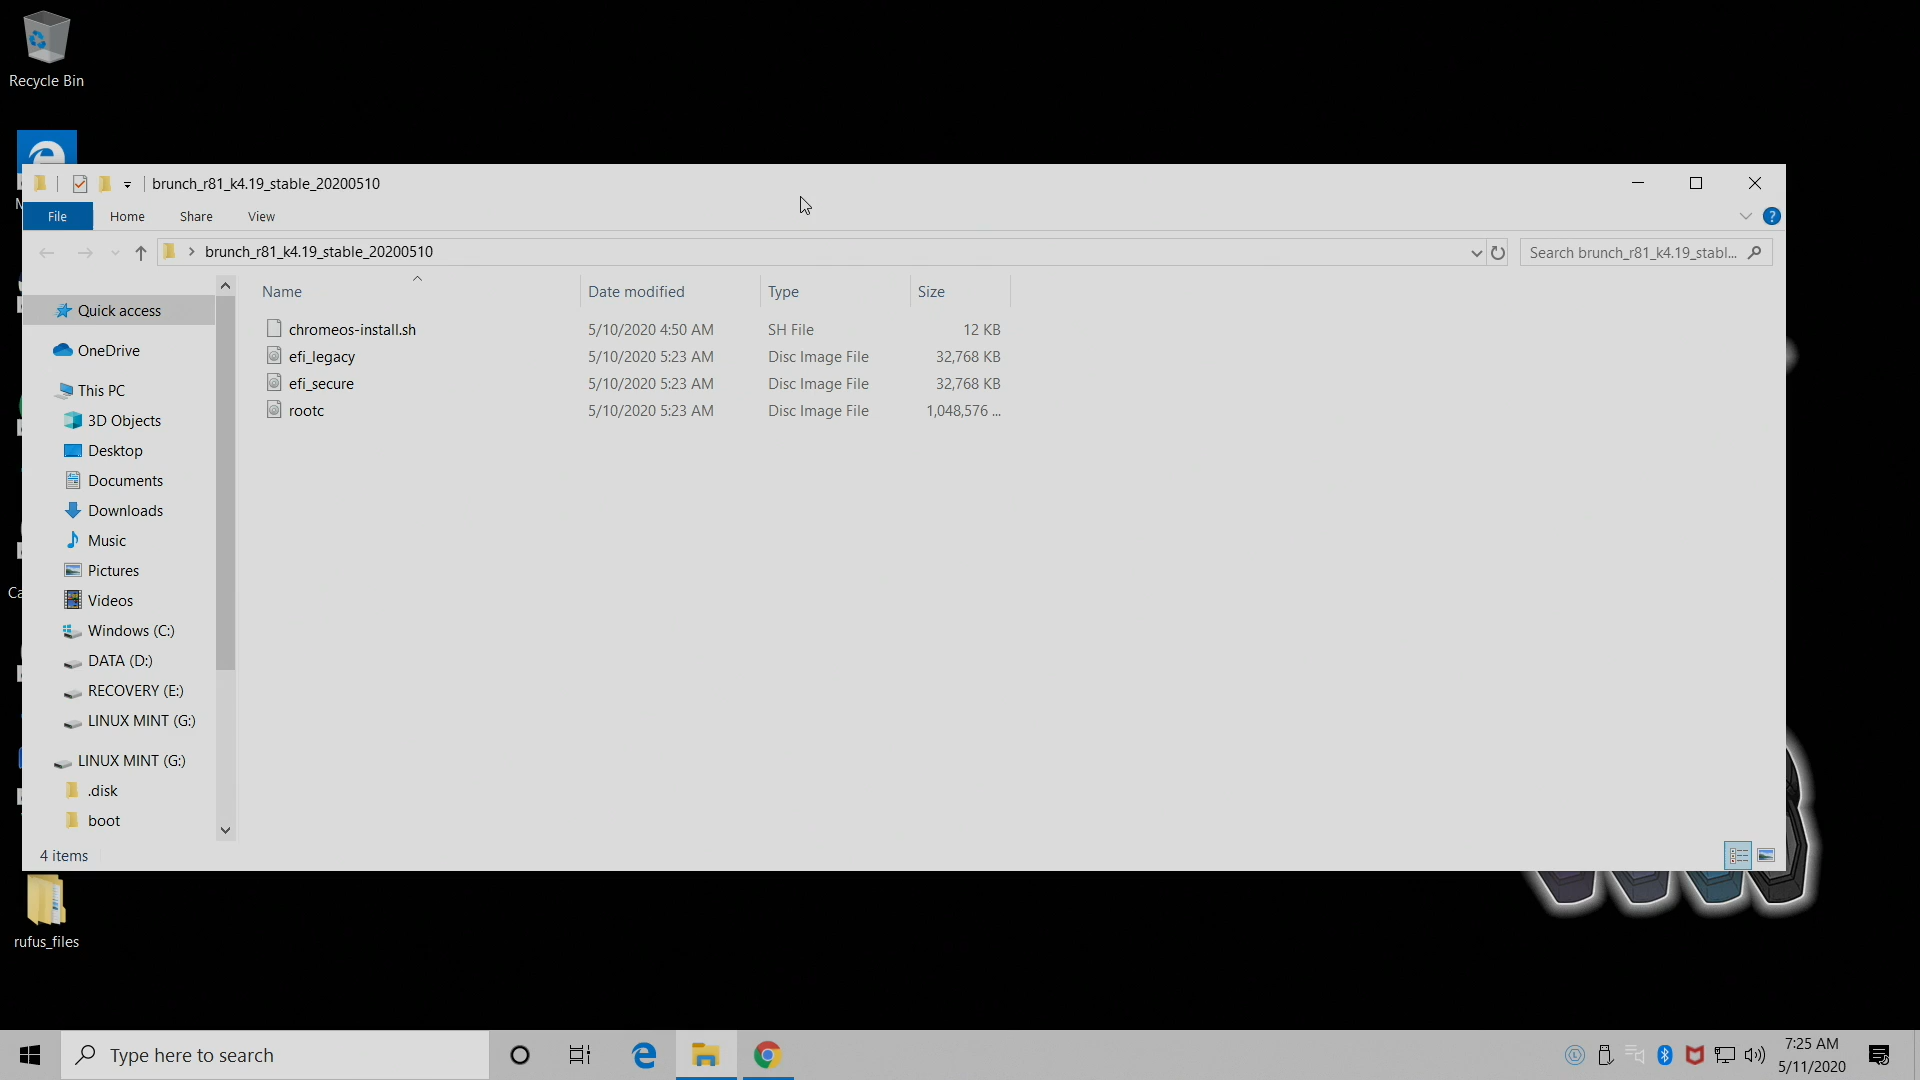 Recycle Bin
brunch_r81_k4.19_stable_20200510
File Home Share View
brunch_r81_k4.19_stable_20200510
Search brunch_r81_k4.19_stabl...
Name Date modified Type Size
chromeos-install.sh 5/10/2020 4:50 AM SH File 12 KB
efi_legacy 5/10/2020 5:23 AM Disc Image File 32,768 KB
efi_secure 5/10/2020 5:23 AM Disc Image File 32,768 KB
rootc 5/10/2020 5:23 AM Disc Image File 1,048,576 ...
Quick access
OneDrive
This PC
3D Objects
Desktop
Documents
Downloads
Music
Pictures
Videos
Windows (C:)
DATA (D:)
RECOVERY (E:)
LINUX MINT (G:)
LINUX MINT (G:)
.disk
boot
4 items
rufus_files
Type here to search
7:25 AM
5/11/2020